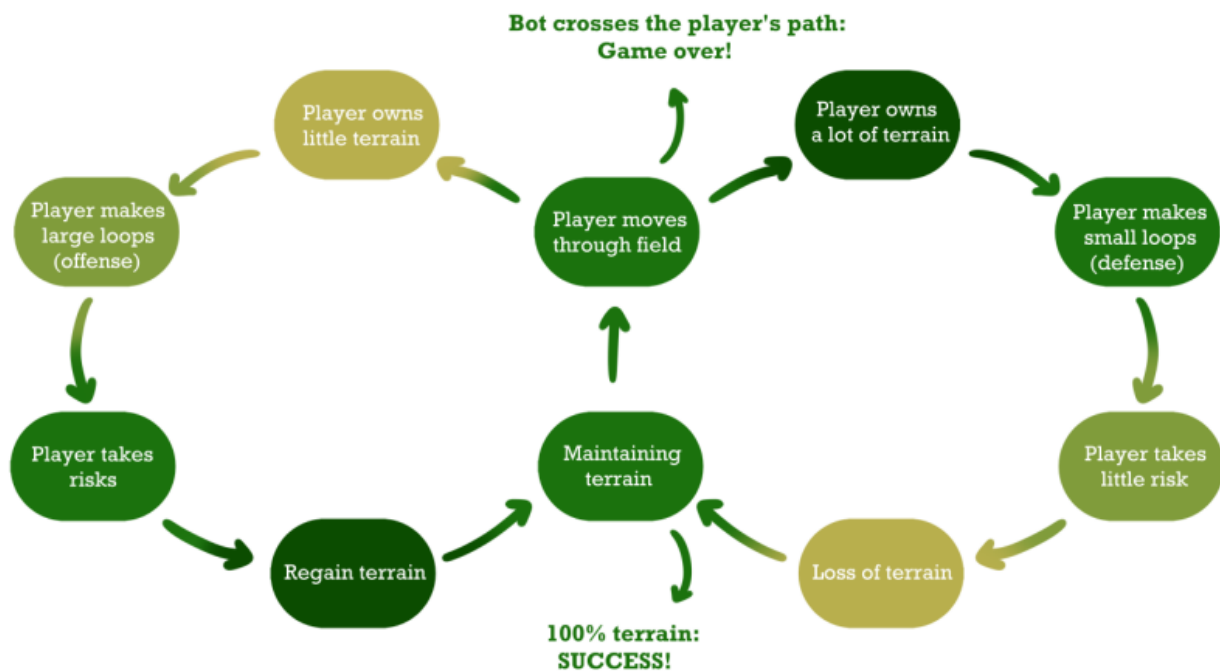 Bot crosses the player's path:
Game over!
Player owns
little terrain
Player owns
a lot of terrain
Player makes
large loops
(offense)
Player moves
through field
Player makes
small loops
(defense)
Player takes
risks
Maintaining
terrain
Player takes
little risk
Regain terrain
Loss of terrain
100% terrain:
SUCCESS!